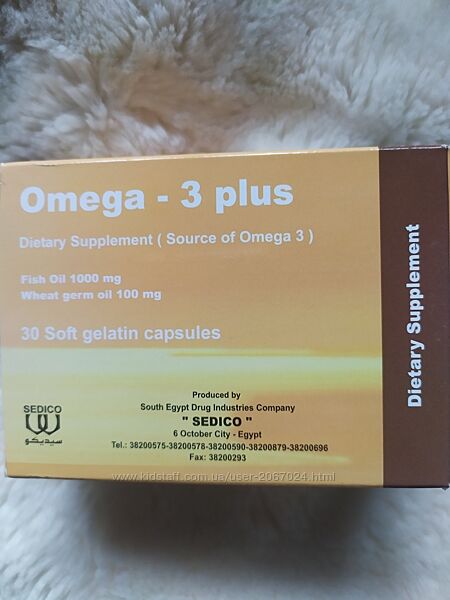 Omega - 3 plus
Dietary Supplement ( Source of Omega 3 )
Fish Oil 1000 mg
Wheat germ oil 100 mg
30 Soft gelatin capsules
Dietary Supplement
SEDICO
سيديكو
Produced by
South Egypt Drug Industries Company
" SEDICO "
6 October City - Egypt
Tel.: 38200575-38200578-38200590-38200879-38200696
Fax: 38200293
www.kidstaff.com.ua/user-2067024.html